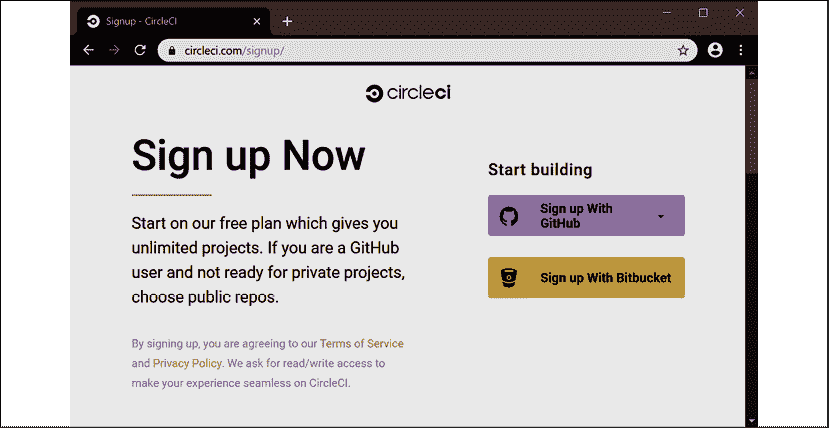 Signup - CircleCI
circleci.com/signup/
circleci
Sign up Now
Start on our free plan which gives you
unlimited projects. If you are a GitHub
user and not ready for private projects,
choose public repos.
By signing up, you are agreeing to our Terms of Service
and Privacy Policy. We ask for read/write access to
make your experience seamless on CircleCI.
Start building
Sign up With
GitHub
Sign up With Bitbucket